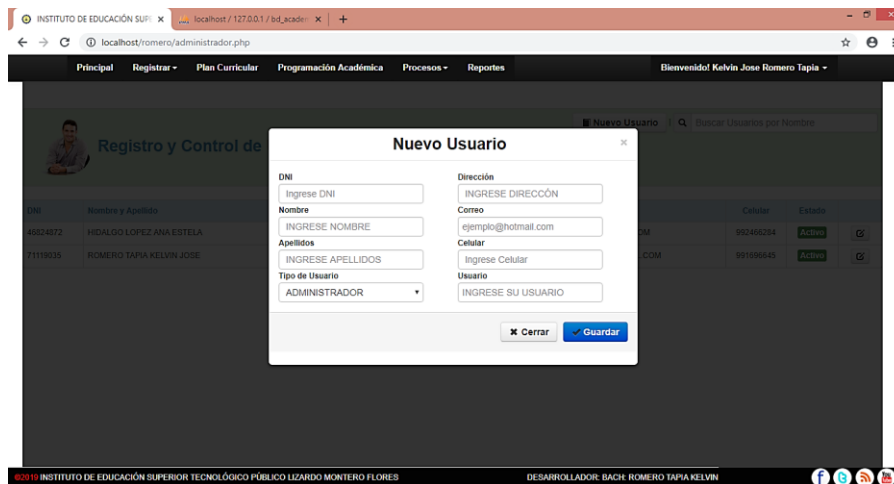 INSTITUTO DE EDUCACIÓN SUPE
localhost / 127.0.0.1 / bd_academ
localhost/romero/administrador.php
Principal Registrar Plan Curricular Programación Académica Procesos Reportes Bienvenido! Kelvin Jose Romero Tapia
Nuevo Usuario Buscar Usuarios por Nombre
Registro y Control de
Nuevo Usuario ×
DNI Dirección
Ingrese DNI INGRESE DIRECCÓN
Nombre Correo
INGRESE NOMBRE ejemplo@hotmail.com
Apellidos Celular
INGRESE APELLIDOS Ingrese Celular
Tipo de Usuario Usuario
ADMINISTRADOR INGRESE SU USUARIO
Cerrar Guardar
DNI Nombre y Apellido Celular Estado
46824872 HIDALGO LOPEZ ANA ESTELA OM 992466284 Activo
71119035 ROMERO TAPIA KELVIN JOSE .COM 991696645 Activo
©2019 INSTITUTO DE EDUCACIÓN SUPERIOR TECNOLÓGICO PÚBLICO LIZARDO MONTERO FLORES DESARROLLADOR: BACH: ROMERO TAPIA KELVIN